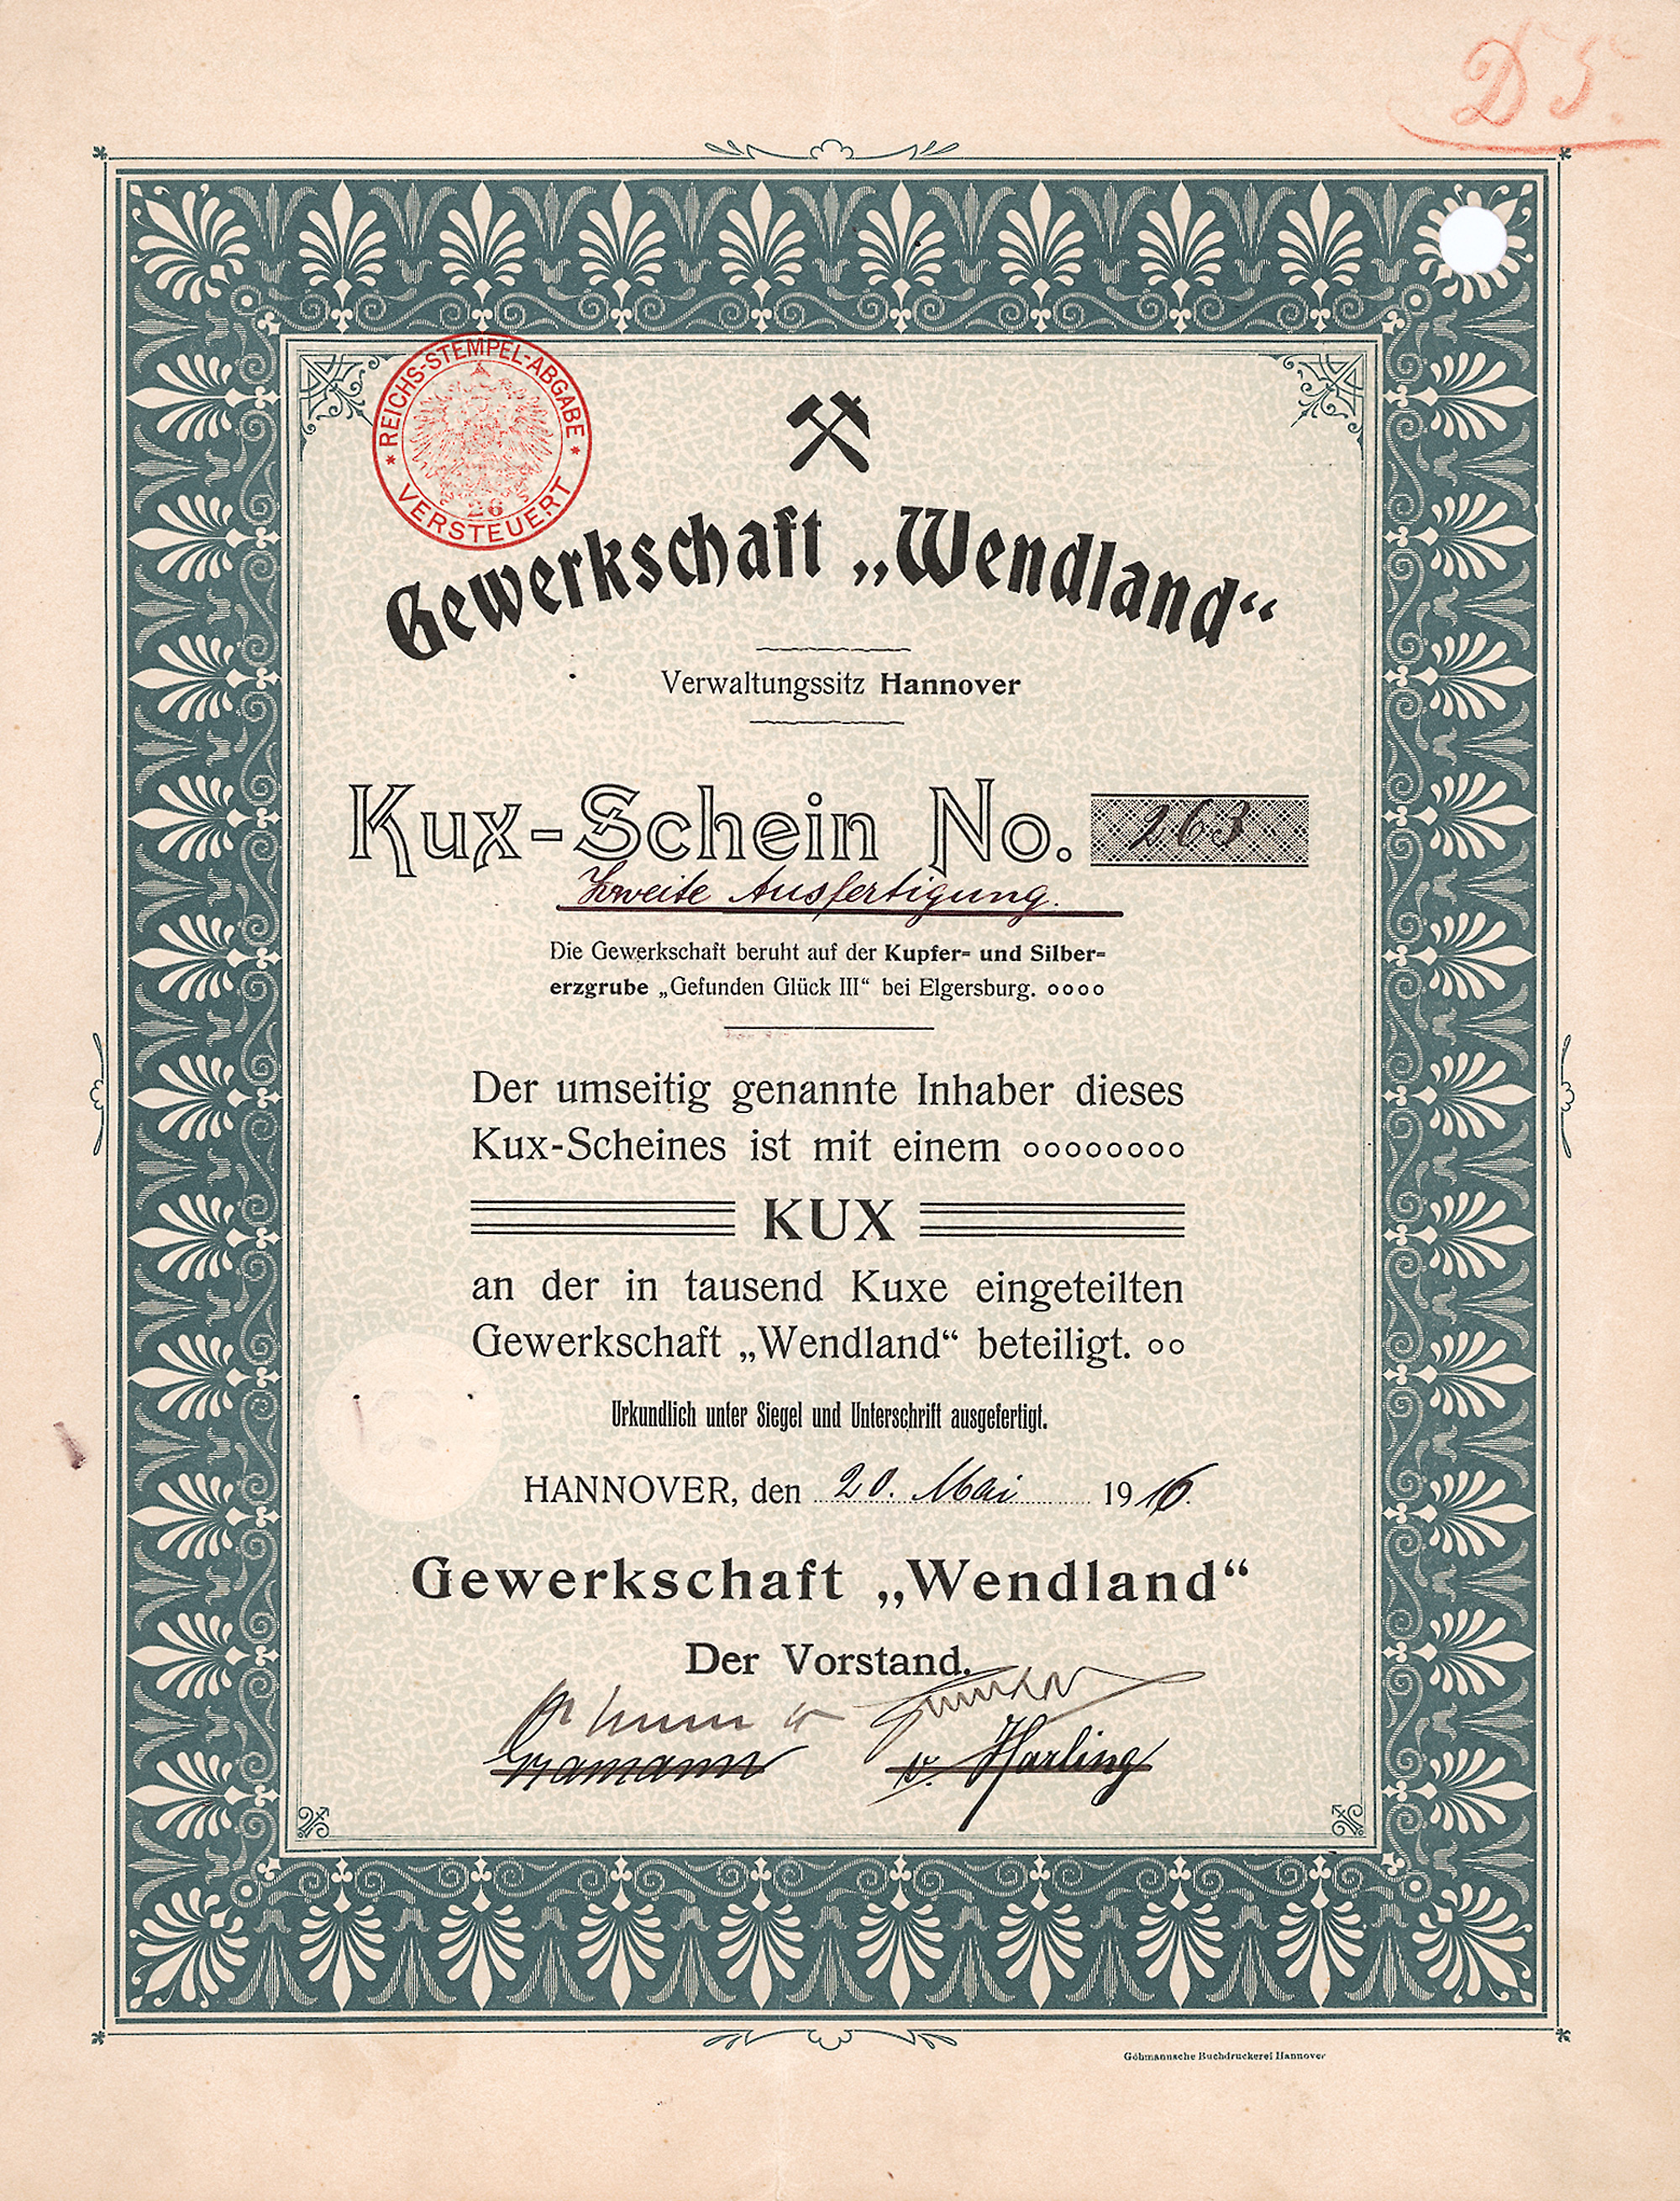 D 5.
REICHS-STEMPEL-ABGABE
26
* VERSTEUERT *
Gewerkschaft „Wendland“
Verwaltungssitz Hannover
Kux-Schein No. 263
Zweite Ausfertigung.
Die Gewerkschaft beruht auf der Kupfer- und Silber-
erzgrube „Gefunden Glück III“ bei Elgersburg.
Der umseitig genannte Inhaber dieses
Kux-Scheines ist mit einem
KUX
an der in tausend Kuxe eingeteilten
Gewerkschaft „Wendland“ beteiligt.
Urkundlich unter Siegel und Unterschrift ausgefertigt.
HANNOVER, den 20. Mai 1916.
Gewerkschaft „Wendland“
Der Vorstand.
Gramann v. Harling
Göhmannsche Buchdruckerei Hannover